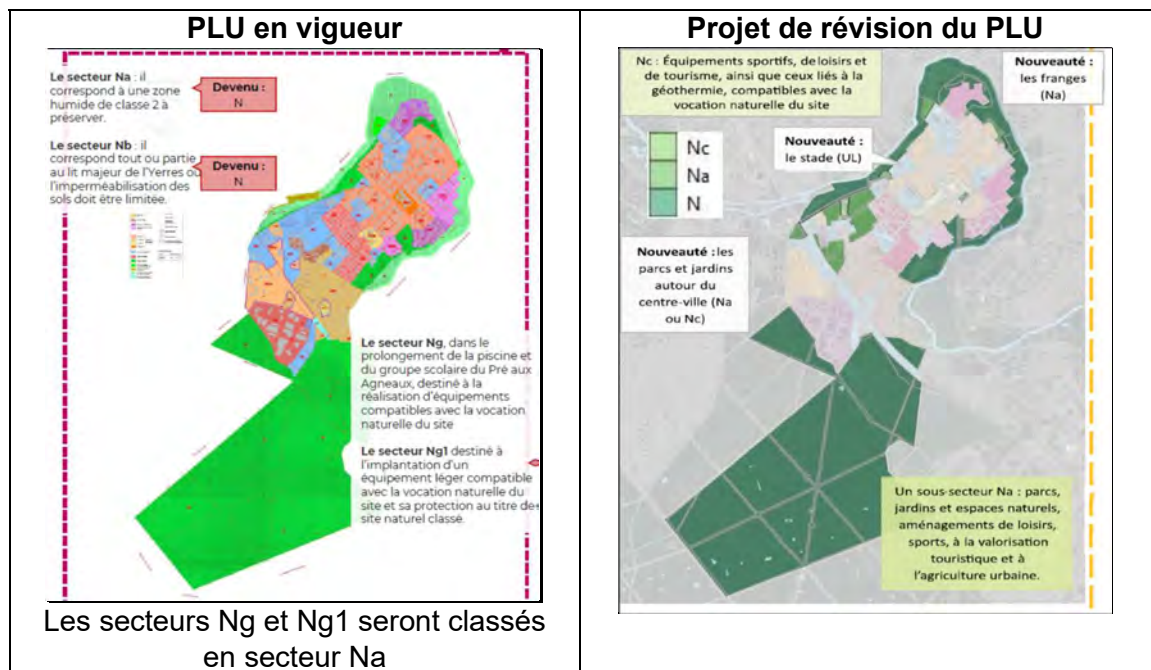 PLU en vigueur
Le secteur Na : il
correspond à une zone
humide de classe 2 à
préserver.
Devenu :
N
Le secteur Nb : il
correspond tout ou partie
au lit majeur de l'Yerres où
l'imperméabilisation des
sols doit être limitée.
Devenu :
N
Le secteur Ng, dans le
prolongement de la piscine et
du groupe scolaire du Pré aux
Agneaux, destiné à la
réalisation d'équipements
compatibles avec la vocation
naturelle du site
Le secteur Ng1 destiné à
l'implantation d'un
équipement léger compatible
avec la vocation naturelle du
site et sa protection au titre de
site naturel classé.
Les secteurs Ng et Ng1 seront classés
en secteur Na
Projet de révision du PLU
Nc : Équipements sportifs, de loisirs et
de tourisme, ainsi que ceux liés à la
géothermie, compatibles avec la
vocation naturelle du site
Nouveauté :
les franges
(Na)
Nouveauté :
le stade (UL)
Nc
Na
N
Nouveauté : les
parcs et jardins
autour du
centre-ville (Na
ou Nc)
Un sous-secteur Na : parcs,
jardins et espaces naturels,
aménagements de loisirs,
sports, à la valorisation
touristique et à
l'agriculture urbaine.